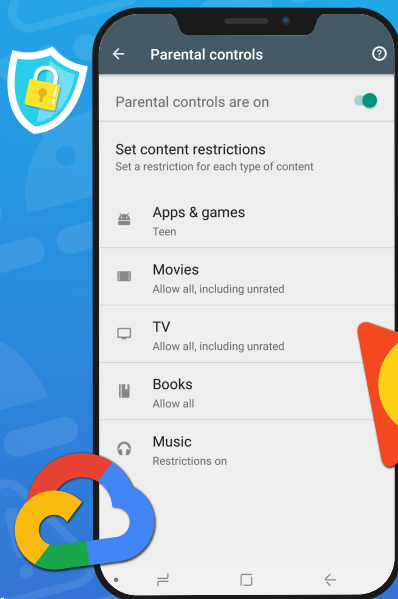 Parental controls
Parental controls are on
Set content restrictions
Set a restriction for each type of content
Apps & games
Teen
Movies
Allow all, including unrated
TV
Allow all, including unrated
Books
Allow all
Music
Restrictions on